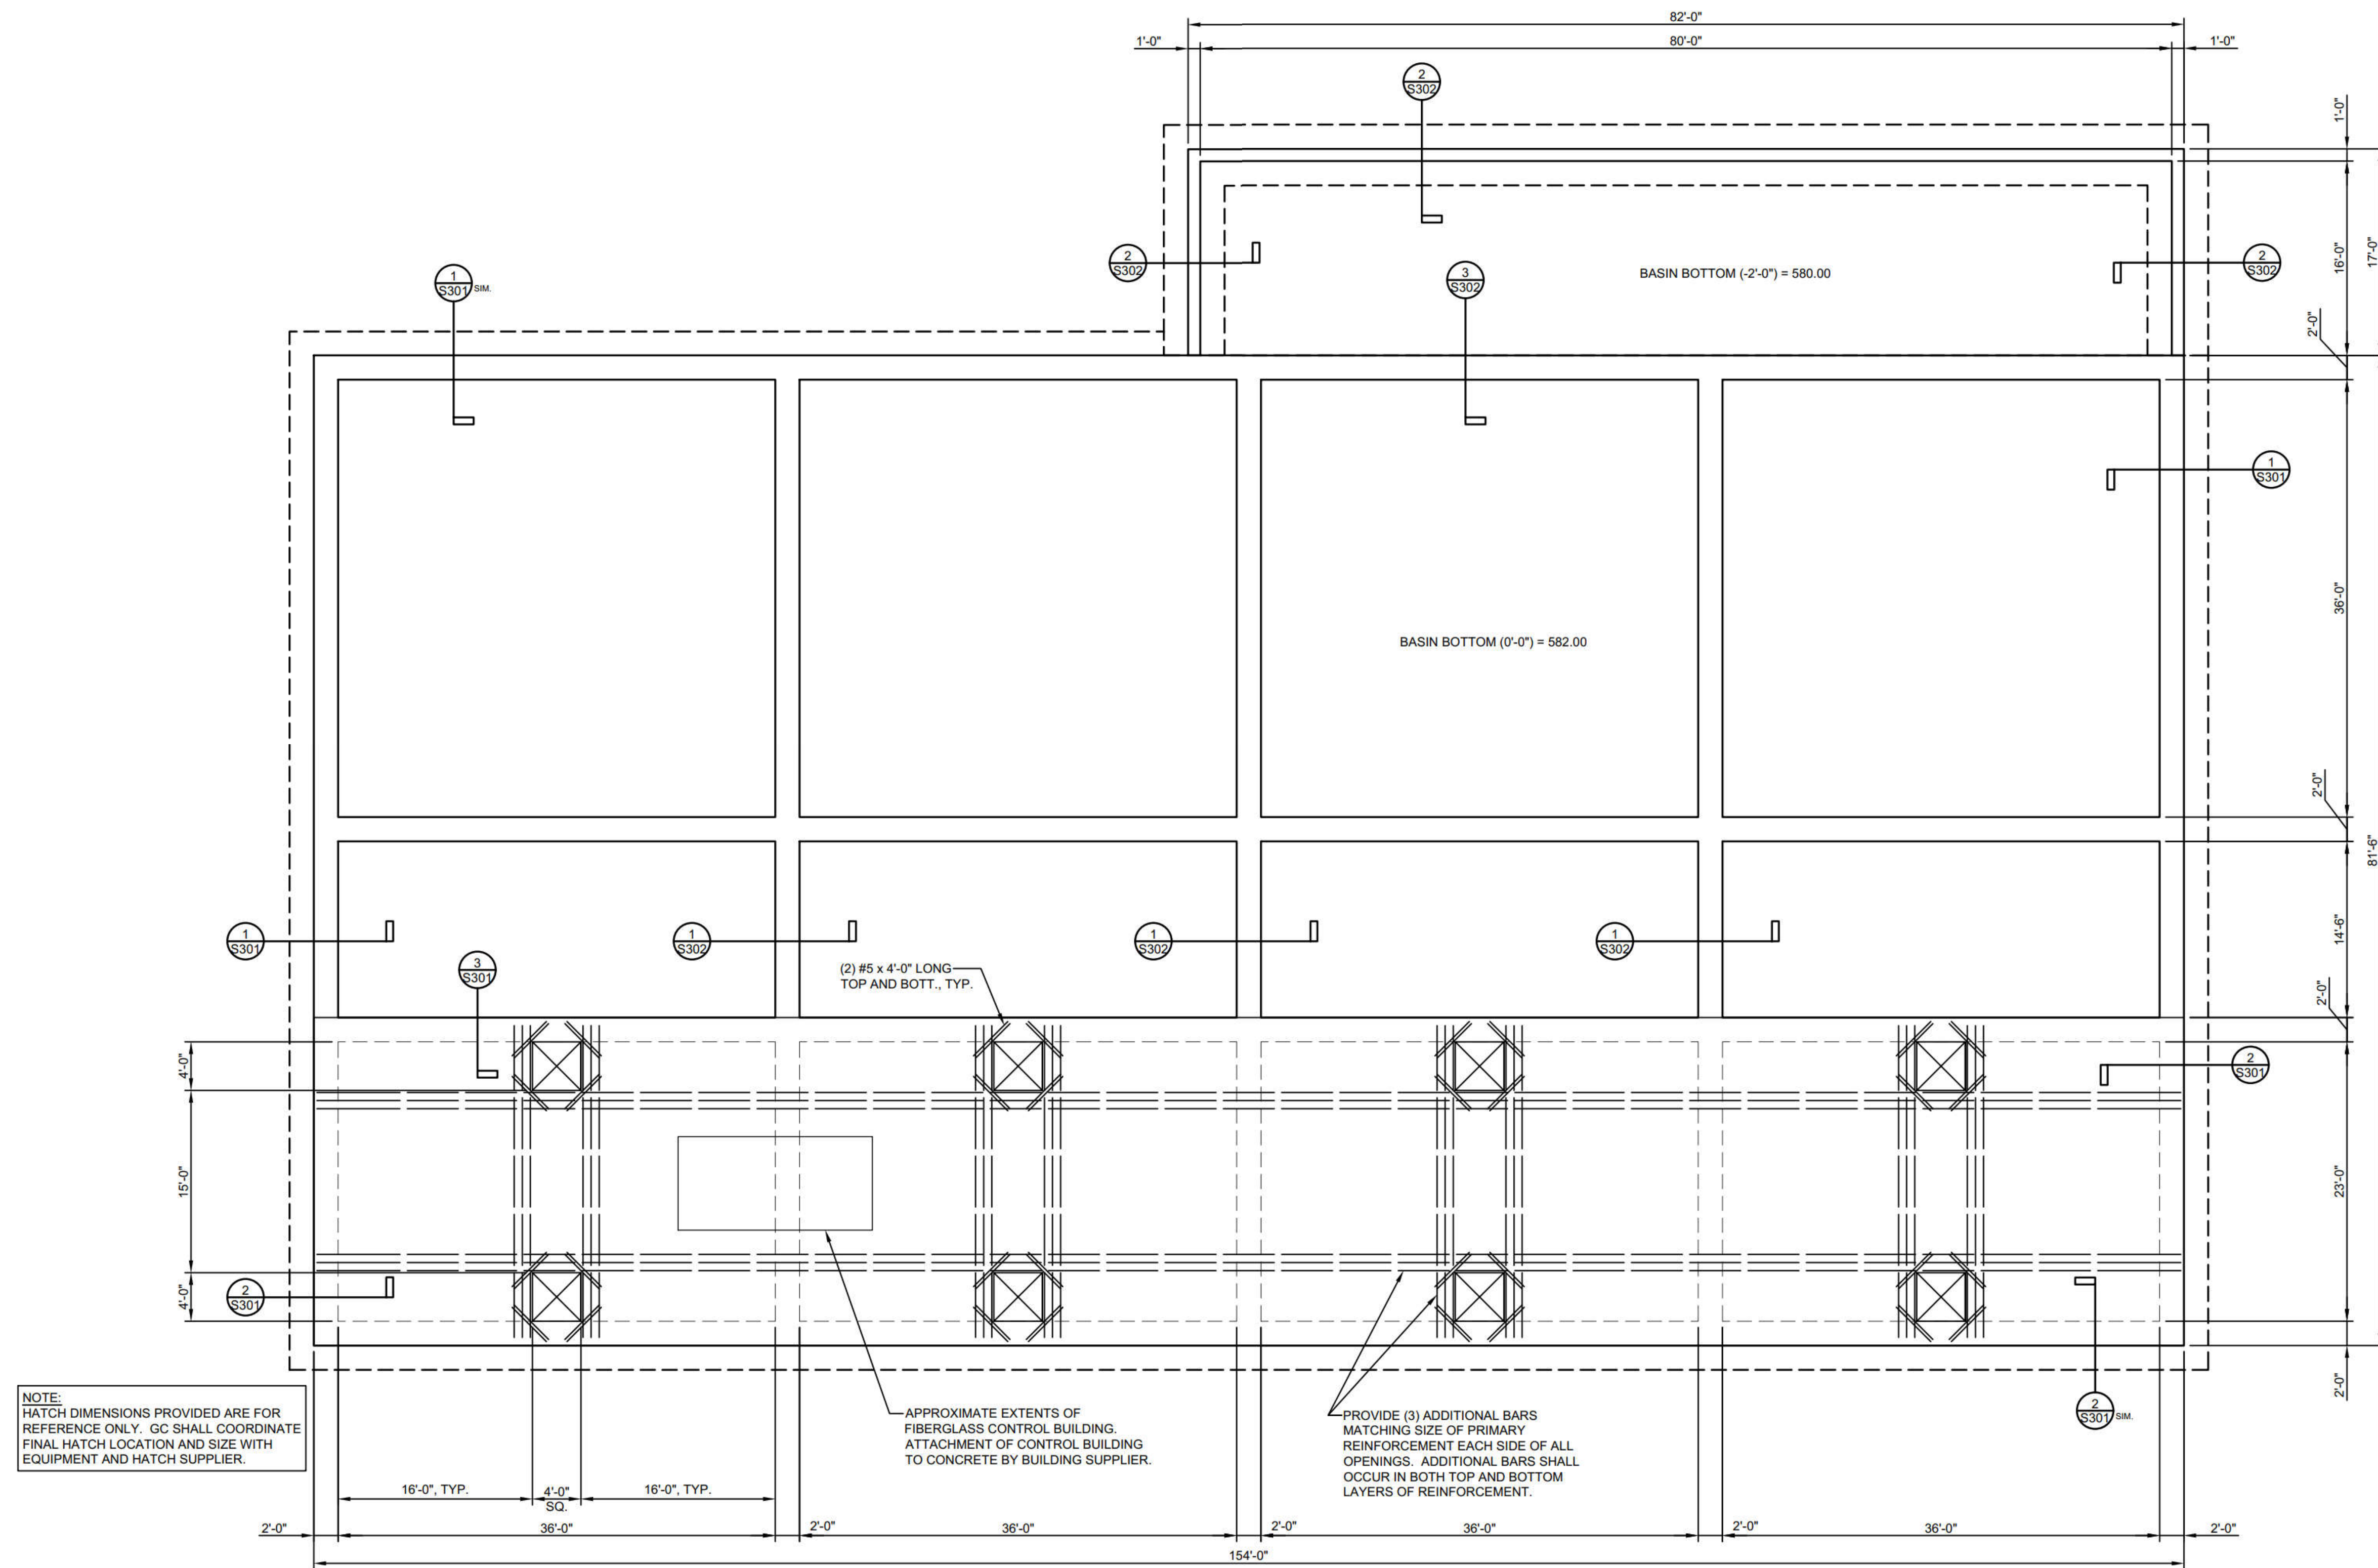 82'-0"
1'-0"
80'-0"
1'-0"
2
S302
1'-0"
2
S302
3
S302
BASIN BOTTOM (-2'-0") = 580.00
2
S302
16'-0"
17'-0"
1
S301
SIM.
2'-0"
1
S301
36'-0"
BASIN BOTTOM (0'-0") = 582.00
2'-0"
81'-6"
1
S301
1
S302
1
S302
1
S302
14'-6"
3
S301
(2) #5 x 4'-0" LONG
TOP AND BOTT., TYP.
2'-0"
4'-0"
2
S301
15'-0"
23'-0"
4'-0"
2
S301
2'-0"
2
S301
SIM.
NOTE:
HATCH DIMENSIONS PROVIDED ARE FOR
REFERENCE ONLY. GC SHALL COORDINATE
FINAL HATCH LOCATION AND SIZE WITH
EQUIPMENT AND HATCH SUPPLIER.
APPROXIMATE EXTENTS OF
FIBERGLASS CONTROL BUILDING.
ATTACHMENT OF CONTROL BUILDING
TO CONCRETE BY BUILDING SUPPLIER.
PROVIDE (3) ADDITIONAL BARS
MATCHING SIZE OF PRIMARY
REINFORCEMENT EACH SIDE OF ALL
OPENINGS. ADDITIONAL BARS SHALL
OCCUR IN BOTH TOP AND BOTTOM
LAYERS OF REINFORCEMENT.
16'-0", TYP.
4'-0"
SQ.
16'-0", TYP.
2'-0"
36'-0"
2'-0"
36'-0"
2'-0"
36'-0"
2'-0"
36'-0"
2'-0"
154'-0"